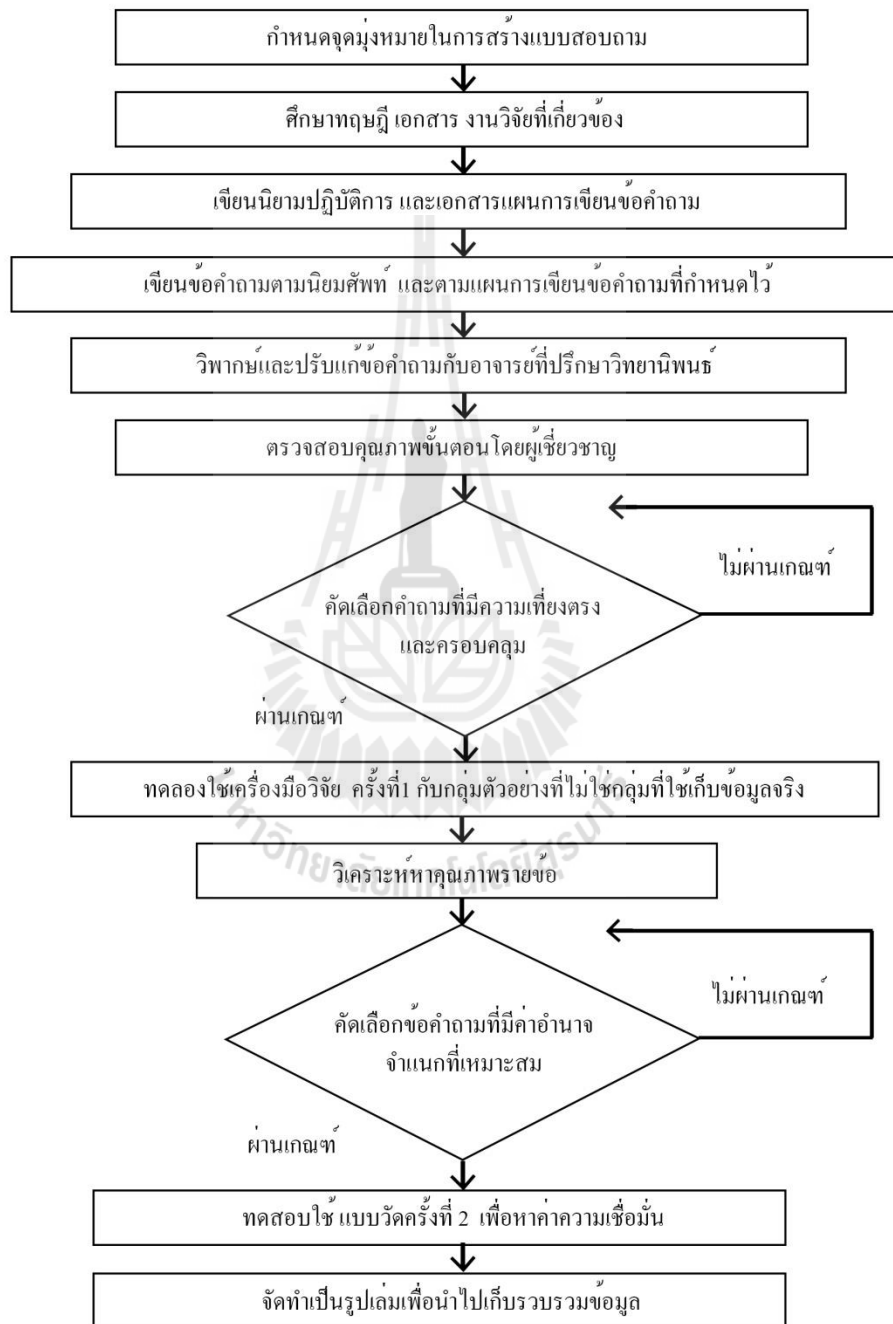 กำหนดจุดมุ่งหมายในการสร้างแบบสอบถาม
ศึกษาทฤษฎี เอกสาร งานวิจัยที่เกี่ยวข้อง
เขียนนิยามปฏิบัติการ และเอกสารแผนการเขียนข้อคำถาม
เขียนข้อคำถามตามนิยมศัพท์ และตามแผนการเขียนข้อคำถามที่กำหนดไว้
วิพากษ์และปรับแก้ข้อคำถามกับอาจารย์ที่ปรึกษาวิทยานิพนธ์
ตรวจสอบคุณภาพขั้นตอนโดยผู้เชี่ยวชาญ
ไม่ผ่านเกณฑ์
คัดเลือกคำถามที่มีความเที่ยงตรง
และครอบคลุม
ผ่านเกณฑ์
ทดลองใช้เครื่องมือวิจัย ครั้งที่1 กับกลุ่มตัวอย่างที่ไม่ใช่กลุ่มที่ใช้เก็บข้อมูลจริง
วิเคราะห์หาคุณภาพรายข้อ
มหาวิทยาลัยเทคโนโลยีสุรนารี
ไม่ผ่านเกณฑ์
คัดเลือกข้อคำถามที่มีค่าอำนาจ
จำแนกที่เหมาะสม
ผ่านเกณฑ์
ทดสอบใช้ แบบวัดครั้งที่ 2 เพื่อหาค่าความเชื่อมั่น
จัดทำเป็นรูปเล่มเพื่อนำไปเก็บรวบรวมข้อมูล